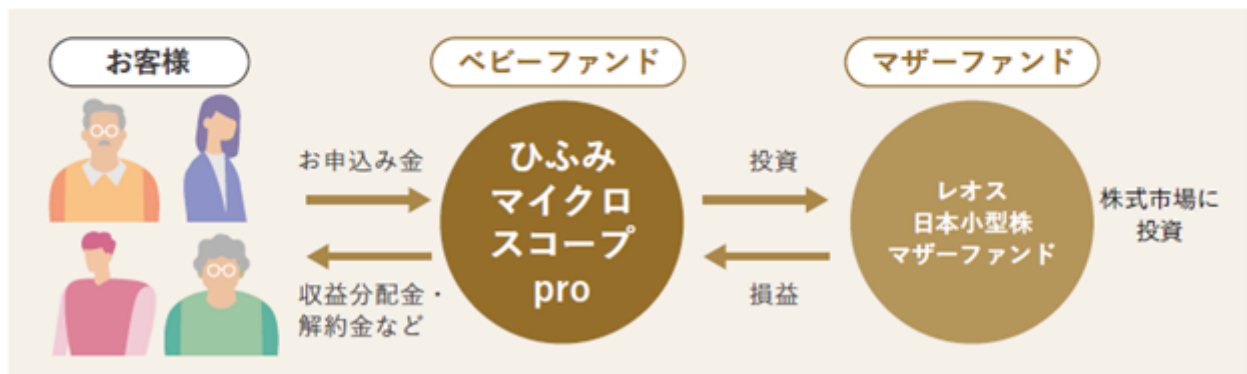 お客様
ベビーファンド
マザーファンド
お申込み金
収益分配金・
解約金など
ひふみ
マイクロ
スコープ
pro
投資
損益
レオス
日本小型株
マザーファンド
株式市場に
投資